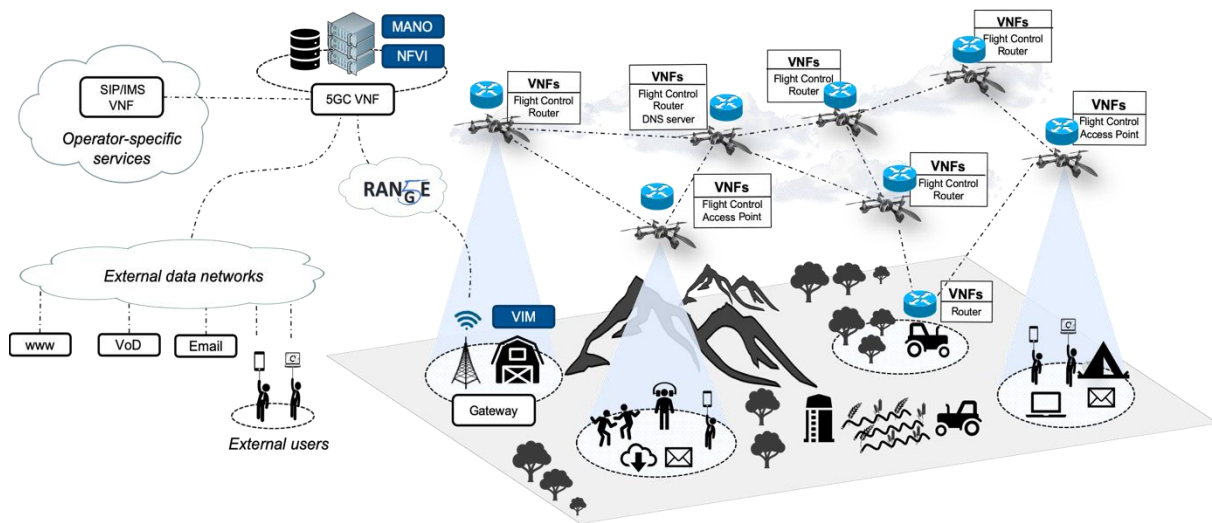 MANO
NFVI
SIP/IMS
VNF
Operator-specific
services
5GC VNF
RAN5GE
External data networks
www
VoD
Email
External users
VNFs
Flight Control
Router
VNFs
Flight Control
Router
DNS server
VNFs
Flight Control
Router
VNFs
Flight Control
Router
VNFs
Flight Control
Access Point
VNFs
Flight Control
Access Point
VNFs
Flight Control
Router
VNFs
Router
VIM
Gateway